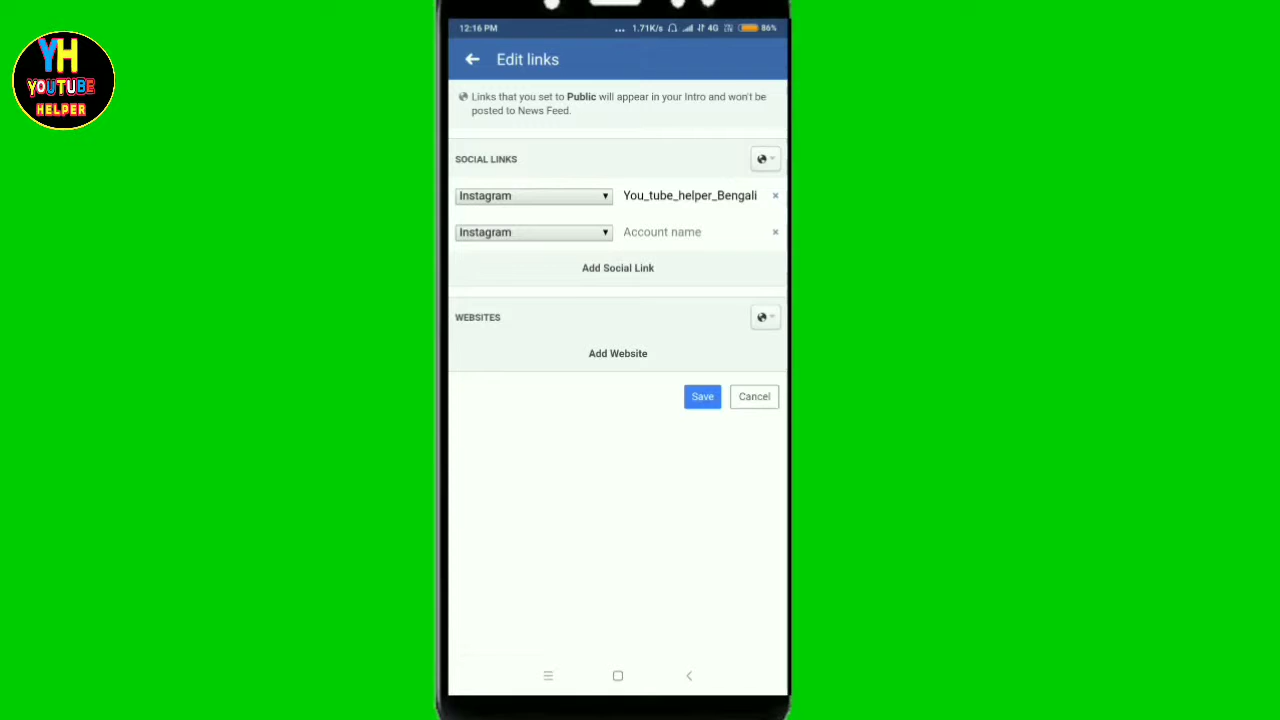 YH
YOUTUBE
HELPER
12:16 PM
... 1.71K/s 4G 86%
Edit links
Links that you set to Public will appear in your Intro and won't be
posted to News Feed.
SOCIAL LINKS
Instagram You_tube_helper_Bengali
Instagram Account name
Add Social Link
WEBSITES
Add Website
Save Cancel